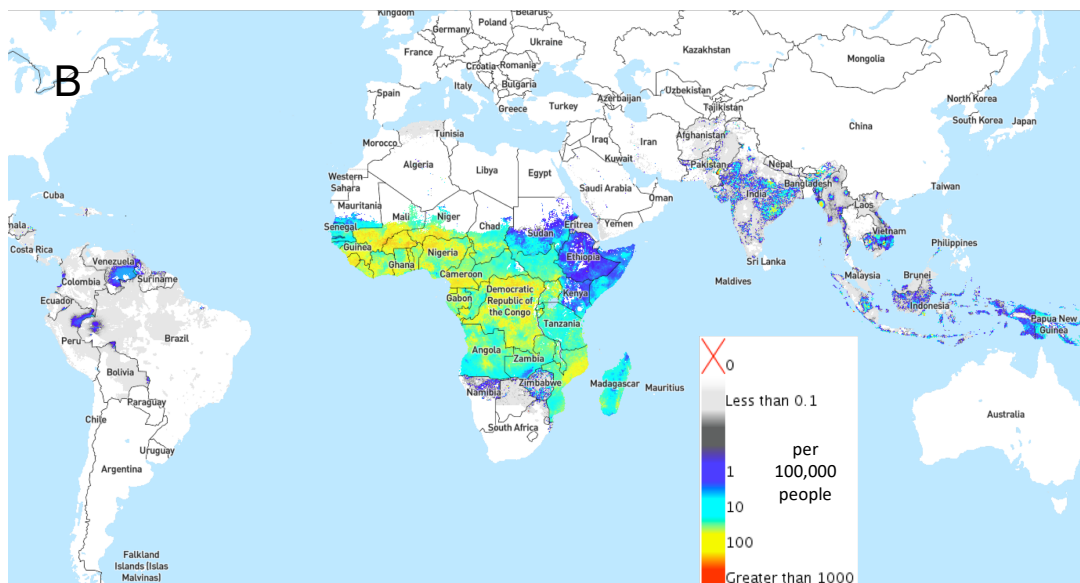 B
Kingdom
Belarus
Poland
Germany
Ukraine
Kazakhstan
France
Mongolia
Croatia
Romania
Bulgaria
Italy
Spain
Uzbekistan
North Korea
Azerbaijan
Greece
Turkey
Tajikistan
South Korea
Japan
China
Tunisia
Afghanistan
Morocco
Iraq
Iran
Kuwait
Pakistan
Nepal
Algeria
Libya
Egypt
Western
Sahara
Saudi Arabia
Bangladesh
Taiwan
Cuba
India
Oman
Mauritania
Laos
Mali
Niger
Chad
Eritrea
Yemen
mala
Senegal
Sudan
Vietnam
Philippines
Costa Rica
Guinea
Nigeria
Ethiopia
Sri Lanka
Venezuela
Ghana
Cameroon
Malaysia
Brunei
Colombia
Suriname
Maldives
Ecuador
Gabon
Democratic
Republic of
the Congo
Kenya
Indonesia
Tanzania
Papua New
Guinea
Peru
Brazil
Angola
Zambia
Bolivia
Zimbabwe
Madagascar
Mauritius
Namibia
Paraguay
Australia
Chile
South Africa
Uruguay
Argentina
Falkland
Islands (Islas
Malvinas)
0
Less than 0.1
1
10
100
Greater than 1000
per
100,000
people